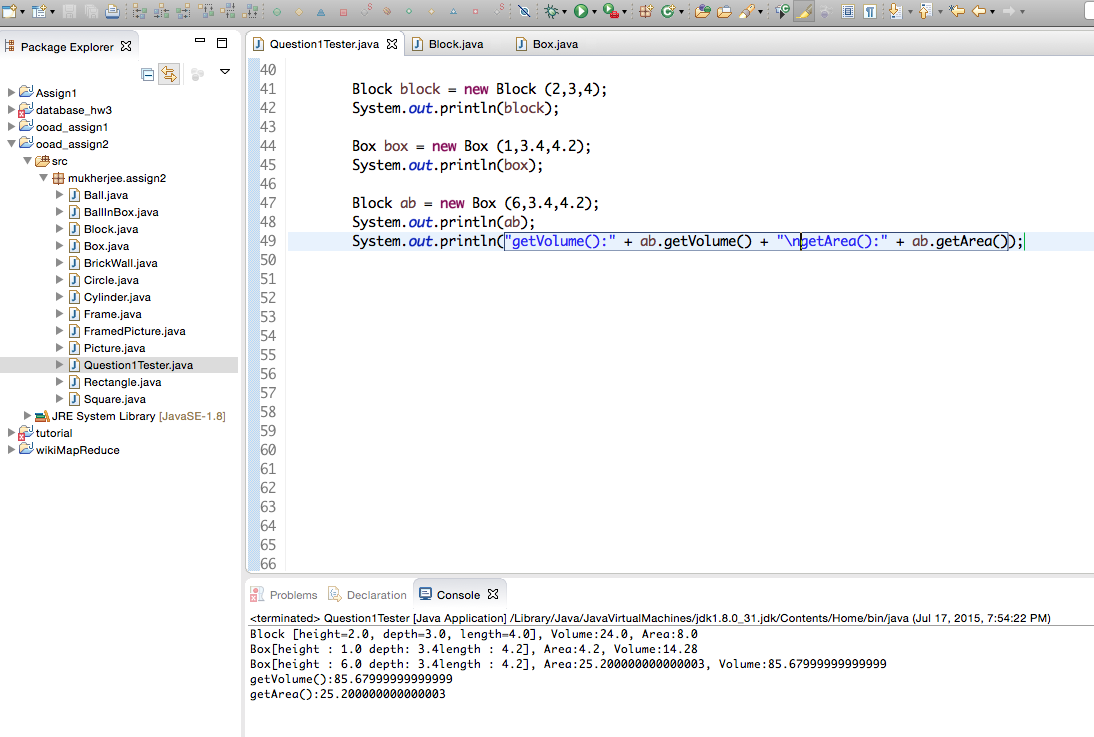 Package Explorer
Assign1
database_hw3
ooad_assign1
ooad_assign2
src
mukherjee.assign2
Ball.java
BallInBox.java
Block.java
Box.java
BrickWall.java
Circle.java
Cylinder.java
Frame.java
FramedPicture.java
Picture.java
Question1Tester.java
Rectangle.java
Square.java
JRE System Library [JavaSE-1.8]
tutorial
wikiMapReduce
Question1Tester.java Block.java Box.java
40
41 Block block = new Block (2,3,4);
42 System.out.println(block);
43
44 Box box = new Box (1,3.4,4.2);
45 System.out.println(box);
46
47 Block ab = new Box (6,3.4,4.2);
48 System.out.println(ab);
49 System.out.println("getVolume():" + ab.getVolume() + "\ngetArea():" + ab.getArea());
50
51
52
53
54
55
56
57
58
59
60
61
62
63
64
65
66
Problems Declaration Console
<terminated> Question1Tester [Java Application] /Library/Java/JavaVirtualMachines/jdk1.8.0_31.jdk/Contents/Home/bin/java (Jul 17, 2015, 7:54:22 PM)
Block [height=2.0, depth=3.0, length=4.0], Volume:24.0, Area:8.0
Box[height : 1.0 depth: 3.4length : 4.2], Area:4.2, Volume:14.28
Box[height : 6.0 depth: 3.4length : 4.2], Area:25.200000000000003, Volume:85.67999999999999
getVolume():85.67999999999999
getArea():25.200000000000003